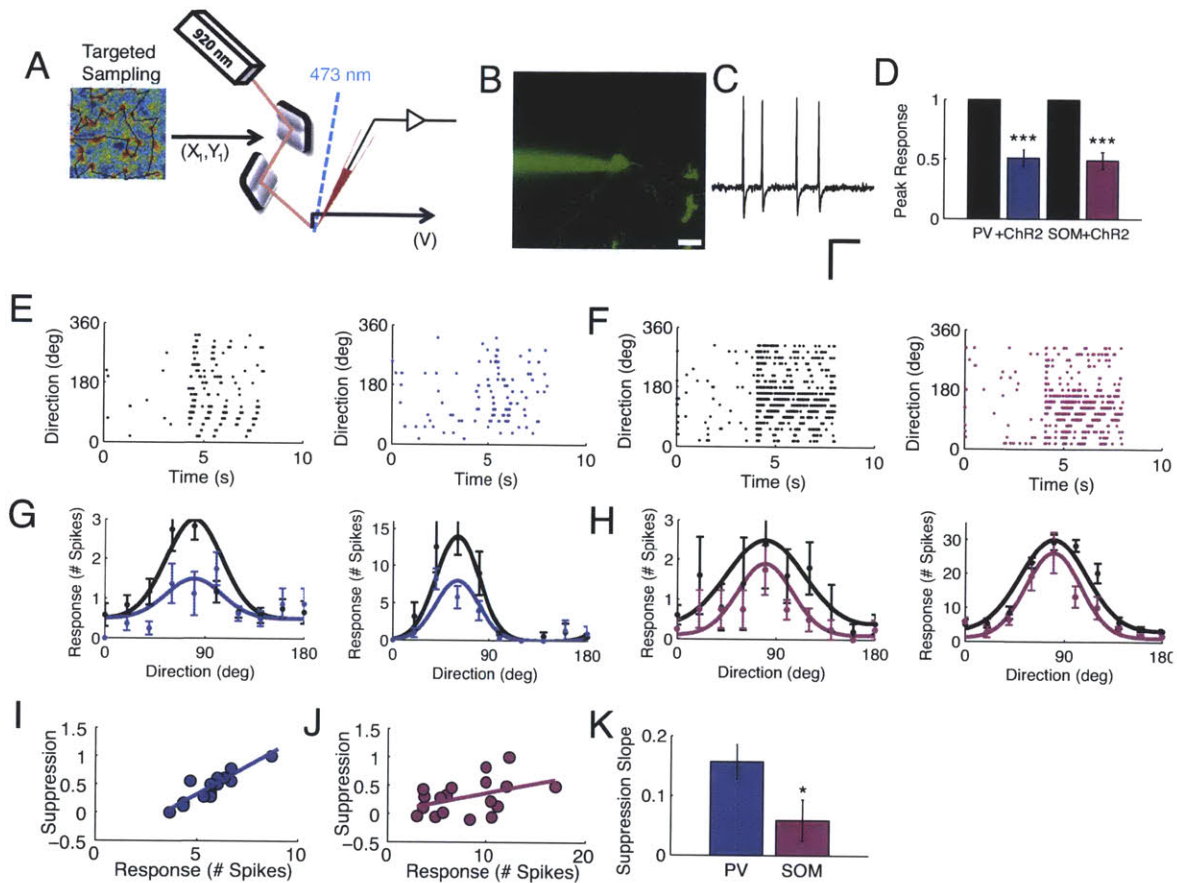 A
Targeted
Sampling
920 nm
473 nm
(X1,Y1)
(V)
B
C
D
Peak Response
1
0.5
0
***
***
PV +ChR2 SOM+ChR2
E
Direction (deg)
360
180
0
0 5 10
Time (s)
Direction (deg)
360
180
0
0 5 10
Time (s)
F
Direction (deg)
360
180
0
0 5 10
Time (s)
Direction (deg)
360
180
0
0 5 10
Time (s)
G
Response (# Spikes)
3
2
1
0
0 90 180
Direction (deg)
Response (# Spikes)
15
10
5
0
0 90 180
Direction (deg)
H
Response (# Spikes)
3
2
1
0
0 90 180
Direction (deg)
Response (# Spikes)
30
20
10
0
0 90 180
Direction (deg)
I
Suppression
1.5
1
0.5
0
−0.5
0 5 10
Response (# Spikes)
J
Suppression
1.5
1
0.5
0
−0.5
0 10 20
Response (# Spikes)
K
Suppression Slope
0.2
0.1
0
*
PV SOM